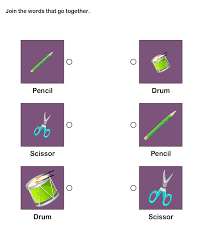 Join the words that go together.
Pencil Drum
Scissor Pencil
Drum Scissor